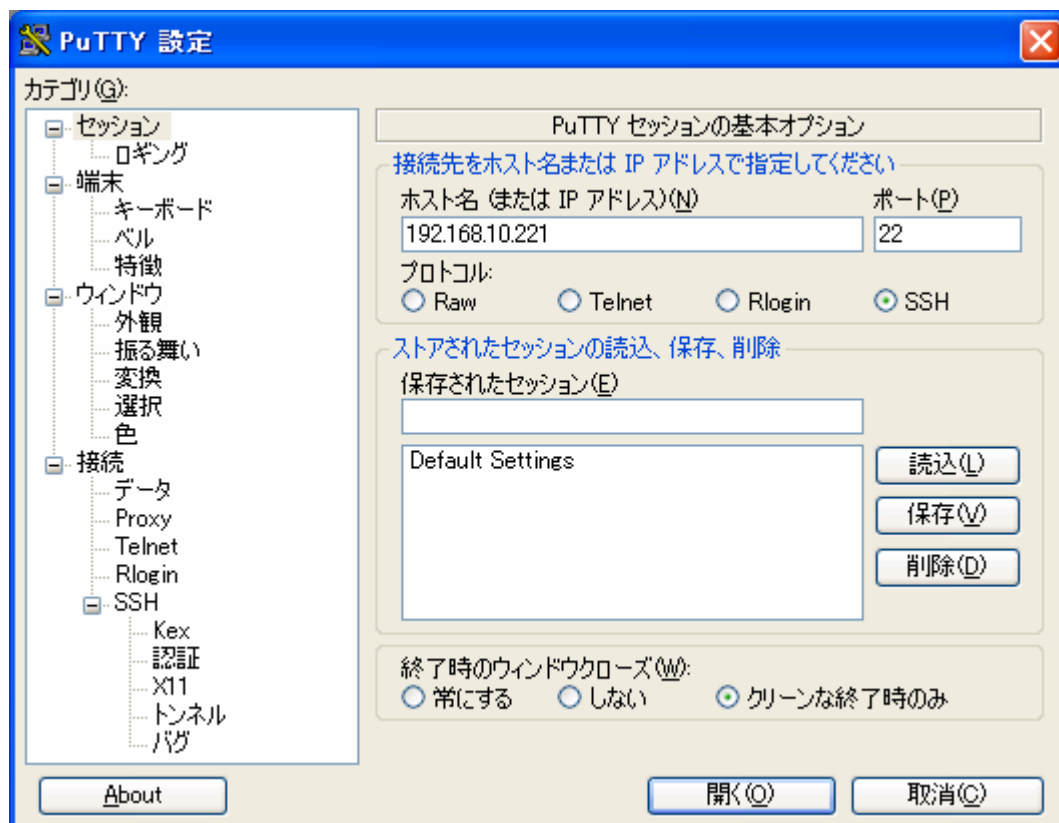 PuTTY 設定
カテゴリ(G):
セッション
ロギング
端末
キーボード
ベル
特徴
ウィンドウ
外観
振る舞い
変換
選択
色
接続
データ
Proxy
Telnet
Rlogin
SSH
Kex
認証
X11
トンネル
バグ
PuTTY セッションの基本オプション
接続先をホスト名または IP アドレスで指定してください
ホスト名 (または IP アドレス)(N) ポート(P)
192.168.10.221 22
プロトコル:
Raw Telnet Rlogin SSH
ストアされたセッションの読込、保存、削除
保存されたセッション(E)
Default Settings
読込(L)
保存(V)
削除(D)
終了時のウィンドウクローズ(W):
常にする しない クリーンな終了時のみ
About 開く(O) 取消(C)